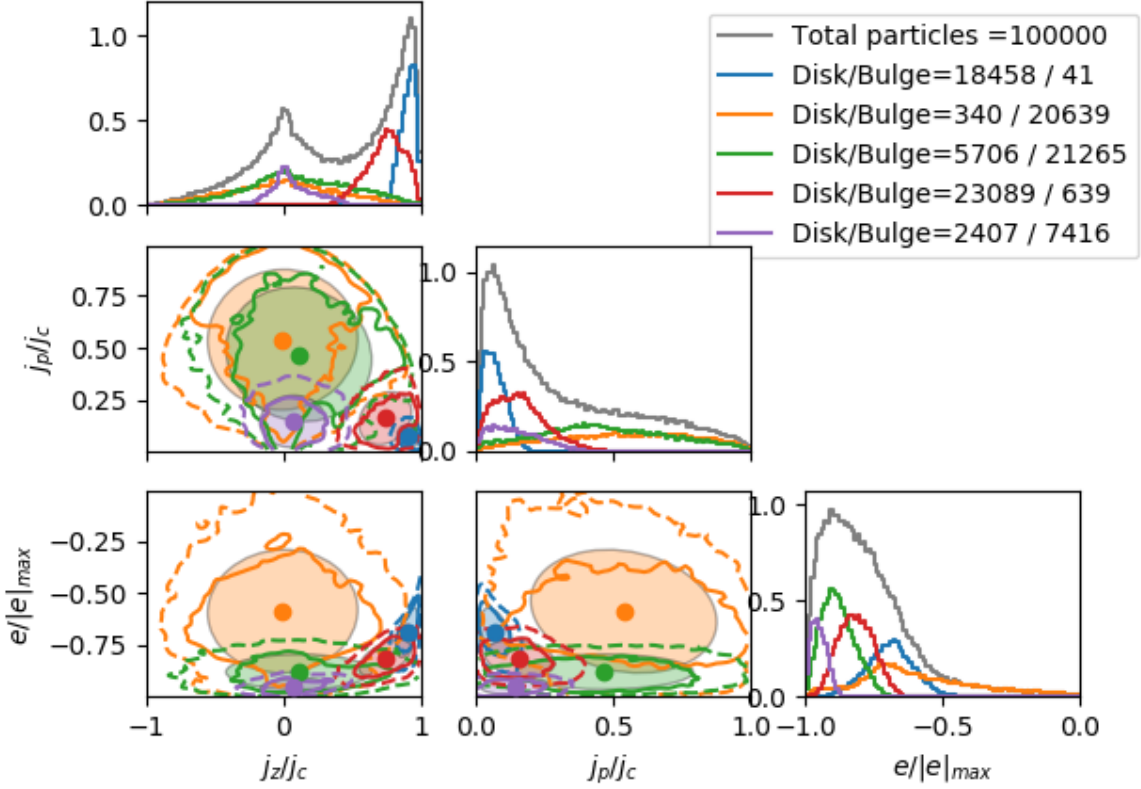 Total particles =100000
Disk/Bulge=18458 / 41
Disk/Bulge=340 / 20639
Disk/Bulge=5706 / 21265
Disk/Bulge=23089 / 639
Disk/Bulge=2407 / 7416
1.0
0.5
0.0
j_p/j_c
0.75
0.50
0.25
1.0
0.5
0.0
e/|e|_max
−0.25
−0.50
−0.75
1.0
0.5
0.0
−1 0 1
0.0 0.5 1.0
−1.0 −0.5 0.0
j_z/j_c
j_p/j_c
e/|e|_max